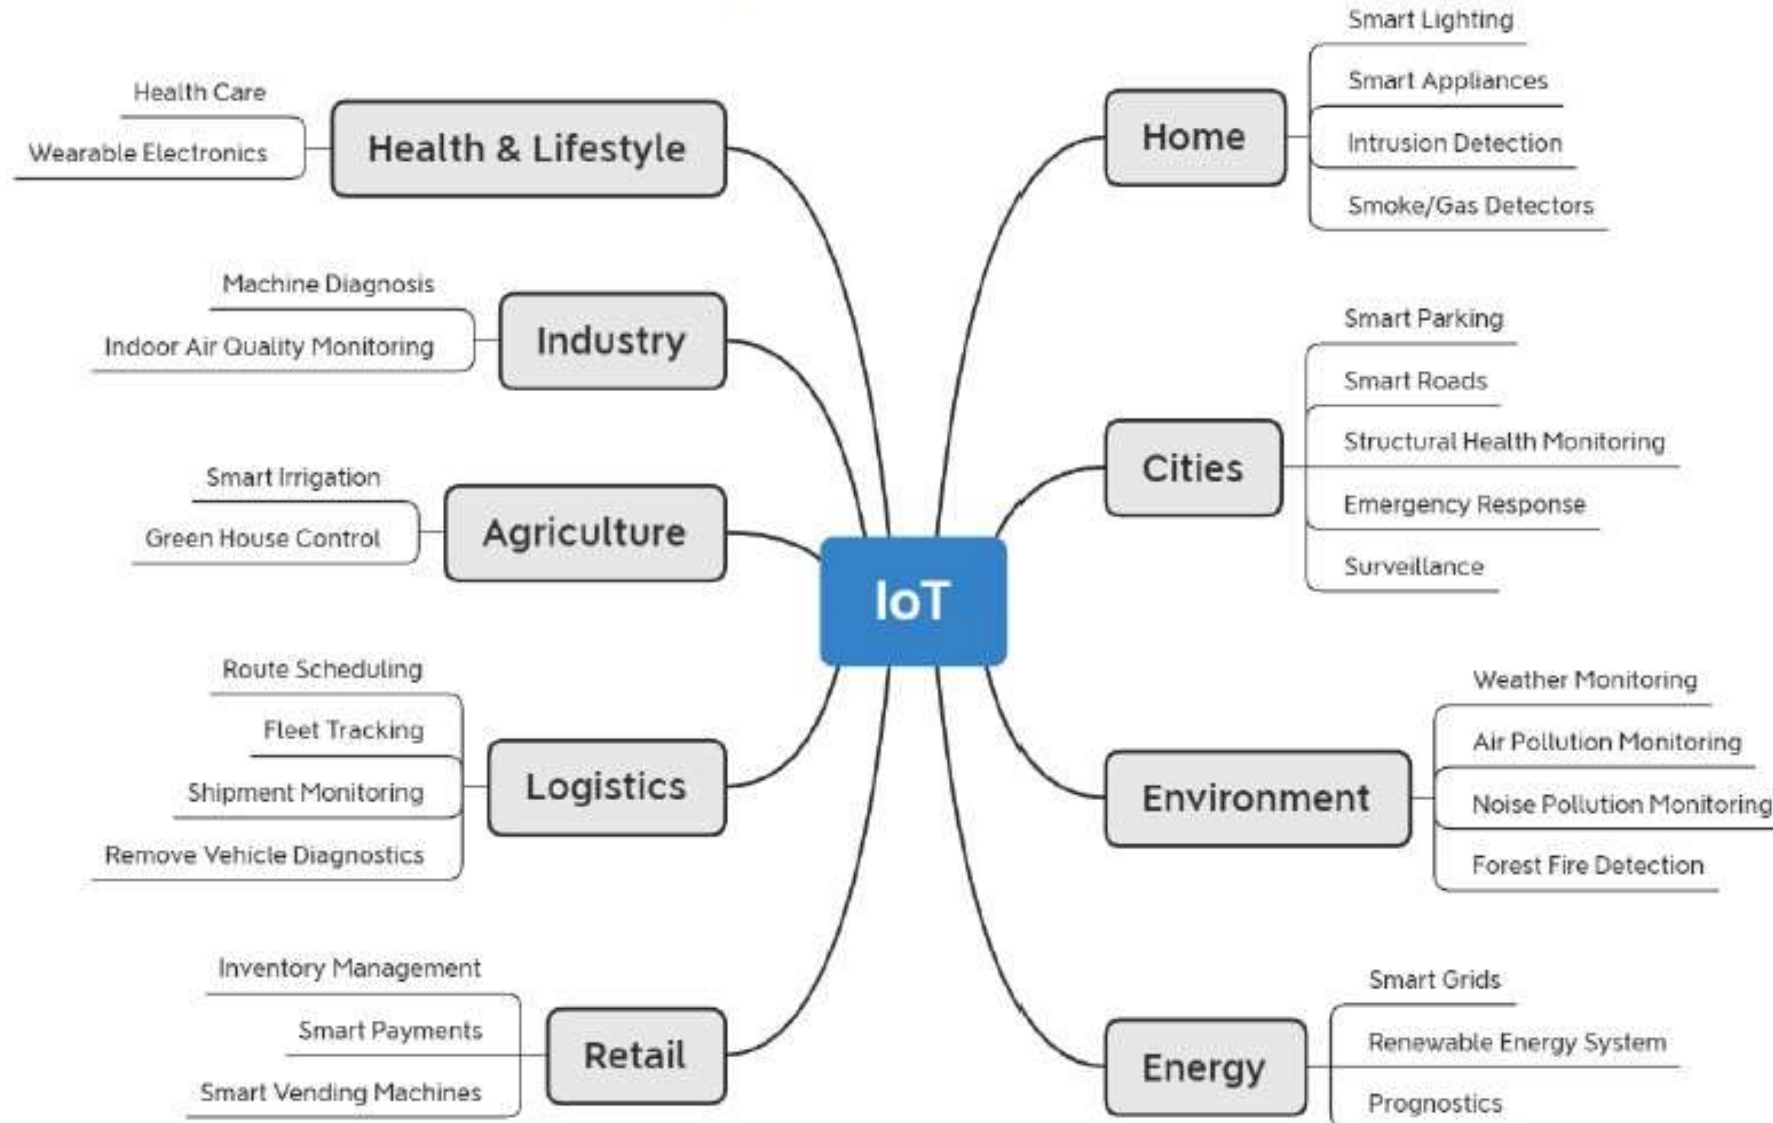 Health Care
Wearable Electronics
Health & Lifestyle
Machine Diagnosis
Indoor Air Quality Monitoring
Industry
Smart Irrigation
Green House Control
Agriculture
Route Scheduling
Fleet Tracking
Shipment Monitoring
Remove Vehicle Diagnostics
Logistics
Inventory Management
Smart Payments
Smart Vending Machines
Retail
IoT
Home
Smart Lighting
Smart Appliances
Intrusion Detection
Smoke/Gas Detectors
Cities
Smart Parking
Smart Roads
Structural Health Monitoring
Emergency Response
Surveillance
Environment
Weather Monitoring
Air Pollution Monitoring
Noise Pollution Monitoring
Forest Fire Detection
Energy
Smart Grids
Renewable Energy System
Prognostics